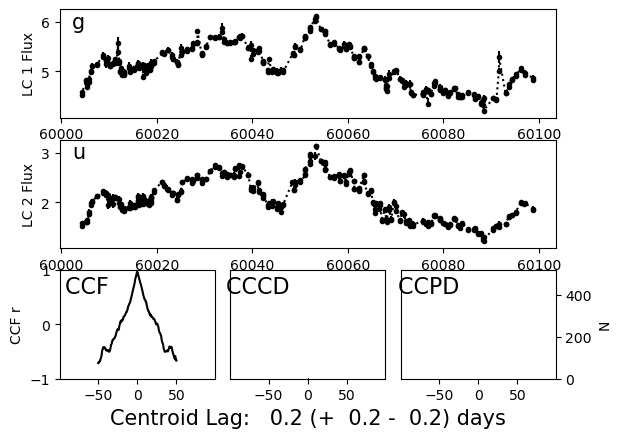 g
6
5
LC 1 Flux
60000 60020 60040 60060 60080 60100
u
3
2
LC 2 Flux
60000 60020 60040 60060 60080 60100
CCF CCCD CCPD
1
0
−1
CCF r
400
200
0
N
−50 0 50 −50 0 50 −50 0 50
Centroid Lag: 0.2 (+ 0.2 - 0.2) days